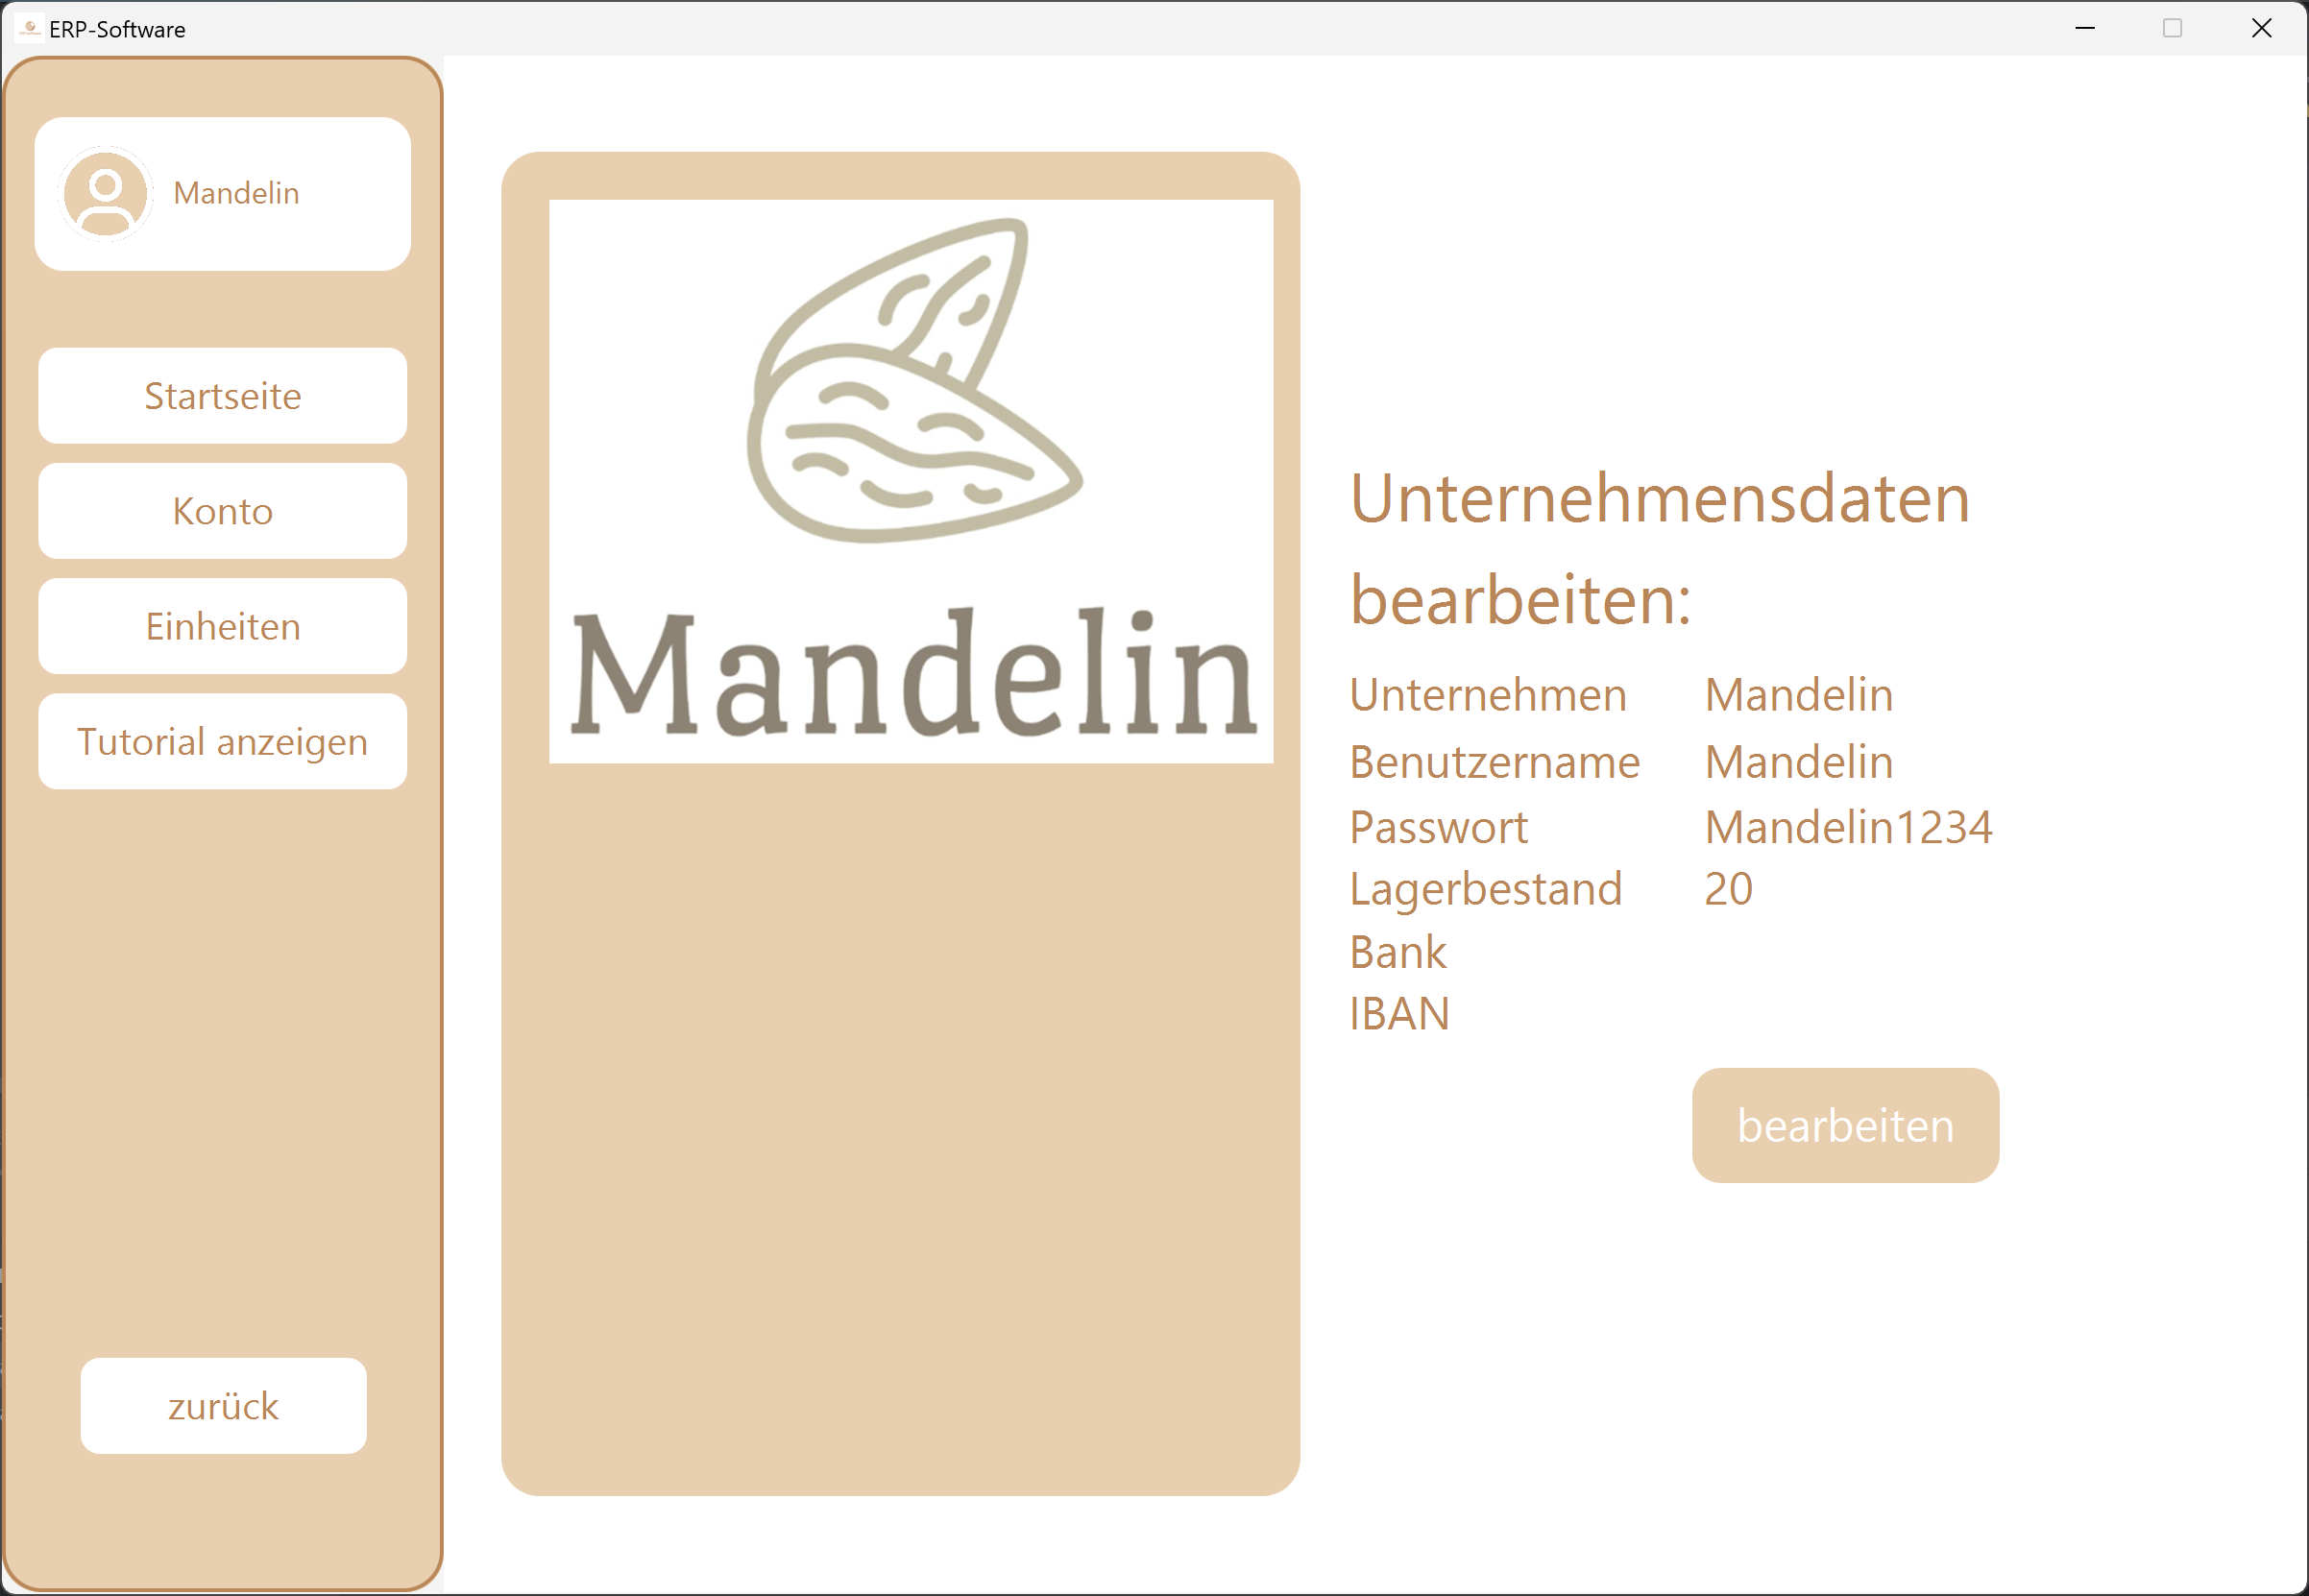 ERP-Software
Mandelin
Startseite
Konto
Einheiten
Tutorial anzeigen
zurück
Mandelin
Unternehmensdaten
bearbeiten:
Unternehmen Mandelin
Benutzername Mandelin
Passwort Mandelin1234
Lagerbestand 20
Bank
IBAN
bearbeiten